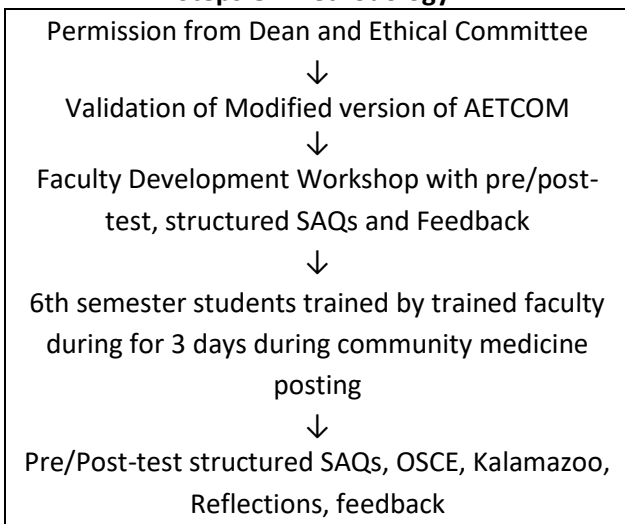 Permission from Dean and Ethical Committee
↓
Validation of Modified version of AETCOM
↓
Faculty Development Workshop with pre/post-
test, structured SAQs and Feedback
↓
6th semester students trained by trained faculty
during for 3 days during community medicine
posting
↓
Pre/Post-test structured SAQs, OSCE, Kalamazoo,
Reflections, feedback